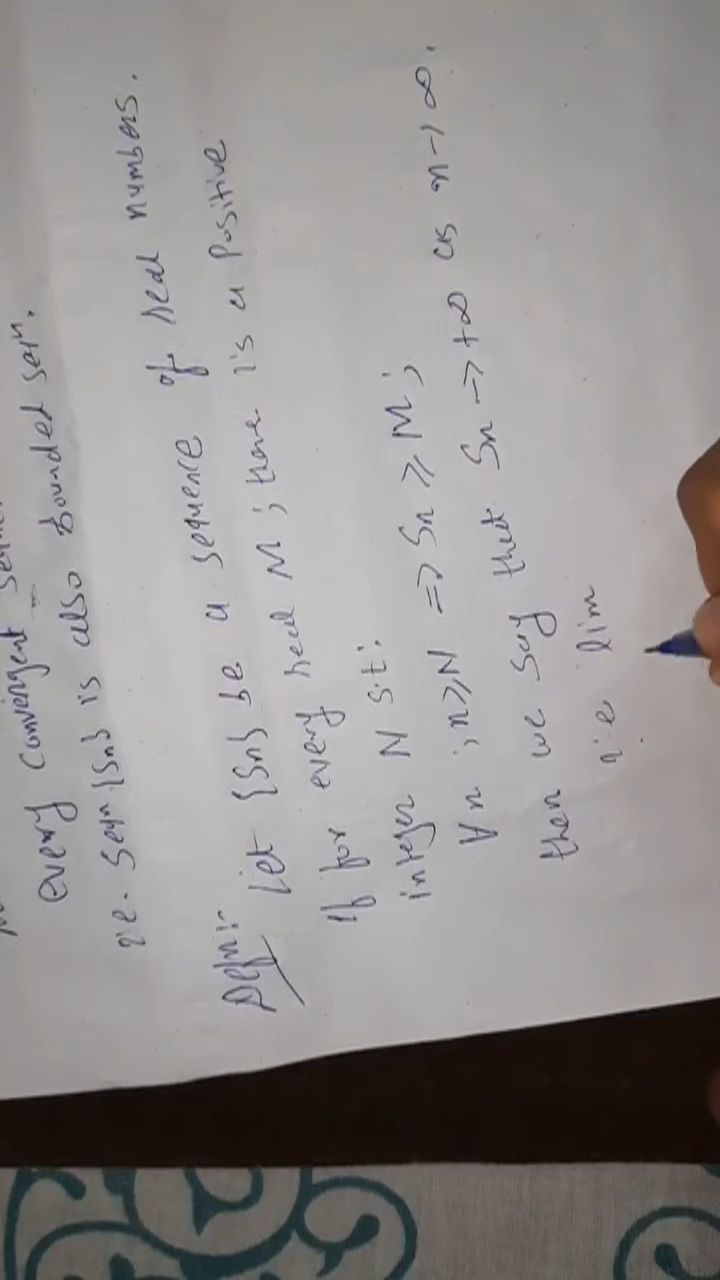 every convergent
i.e. seqn {Sn} is also bounded seqn.
Defn:- Let {Sn} be a sequence of real numbers.
If for every real M ; there is a positive
integer N s.t.
∀ n ; n ≥ N => Sn ≥ M ;
then we say that Sn → +∞ as n → ∞.
i.e lim